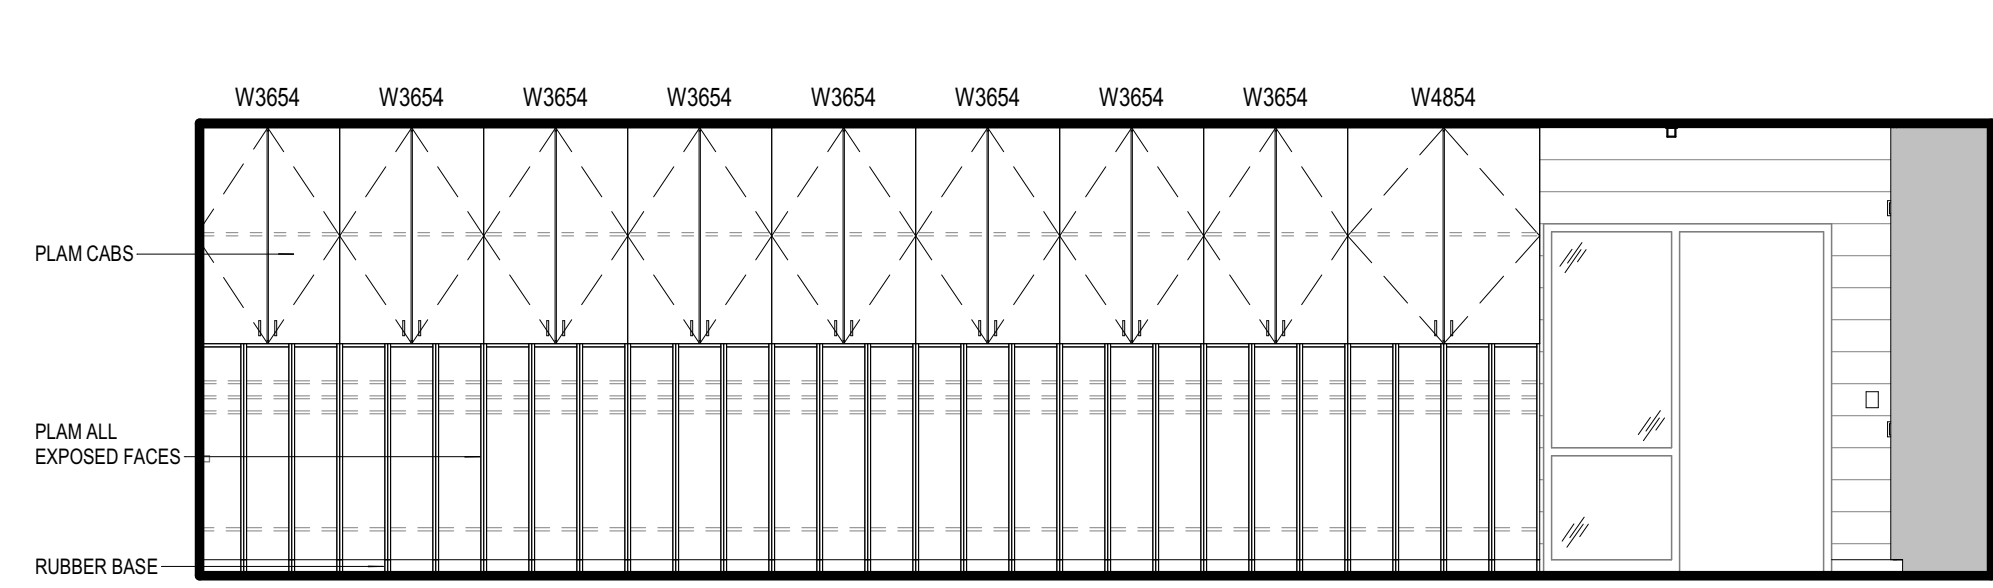 W3654 W3654 W3654 W3654 W3654 W3654 W3654 W3654 W4854
PLAM CABS
PLAM ALL
EXPOSED FACES
RUBBER BASE